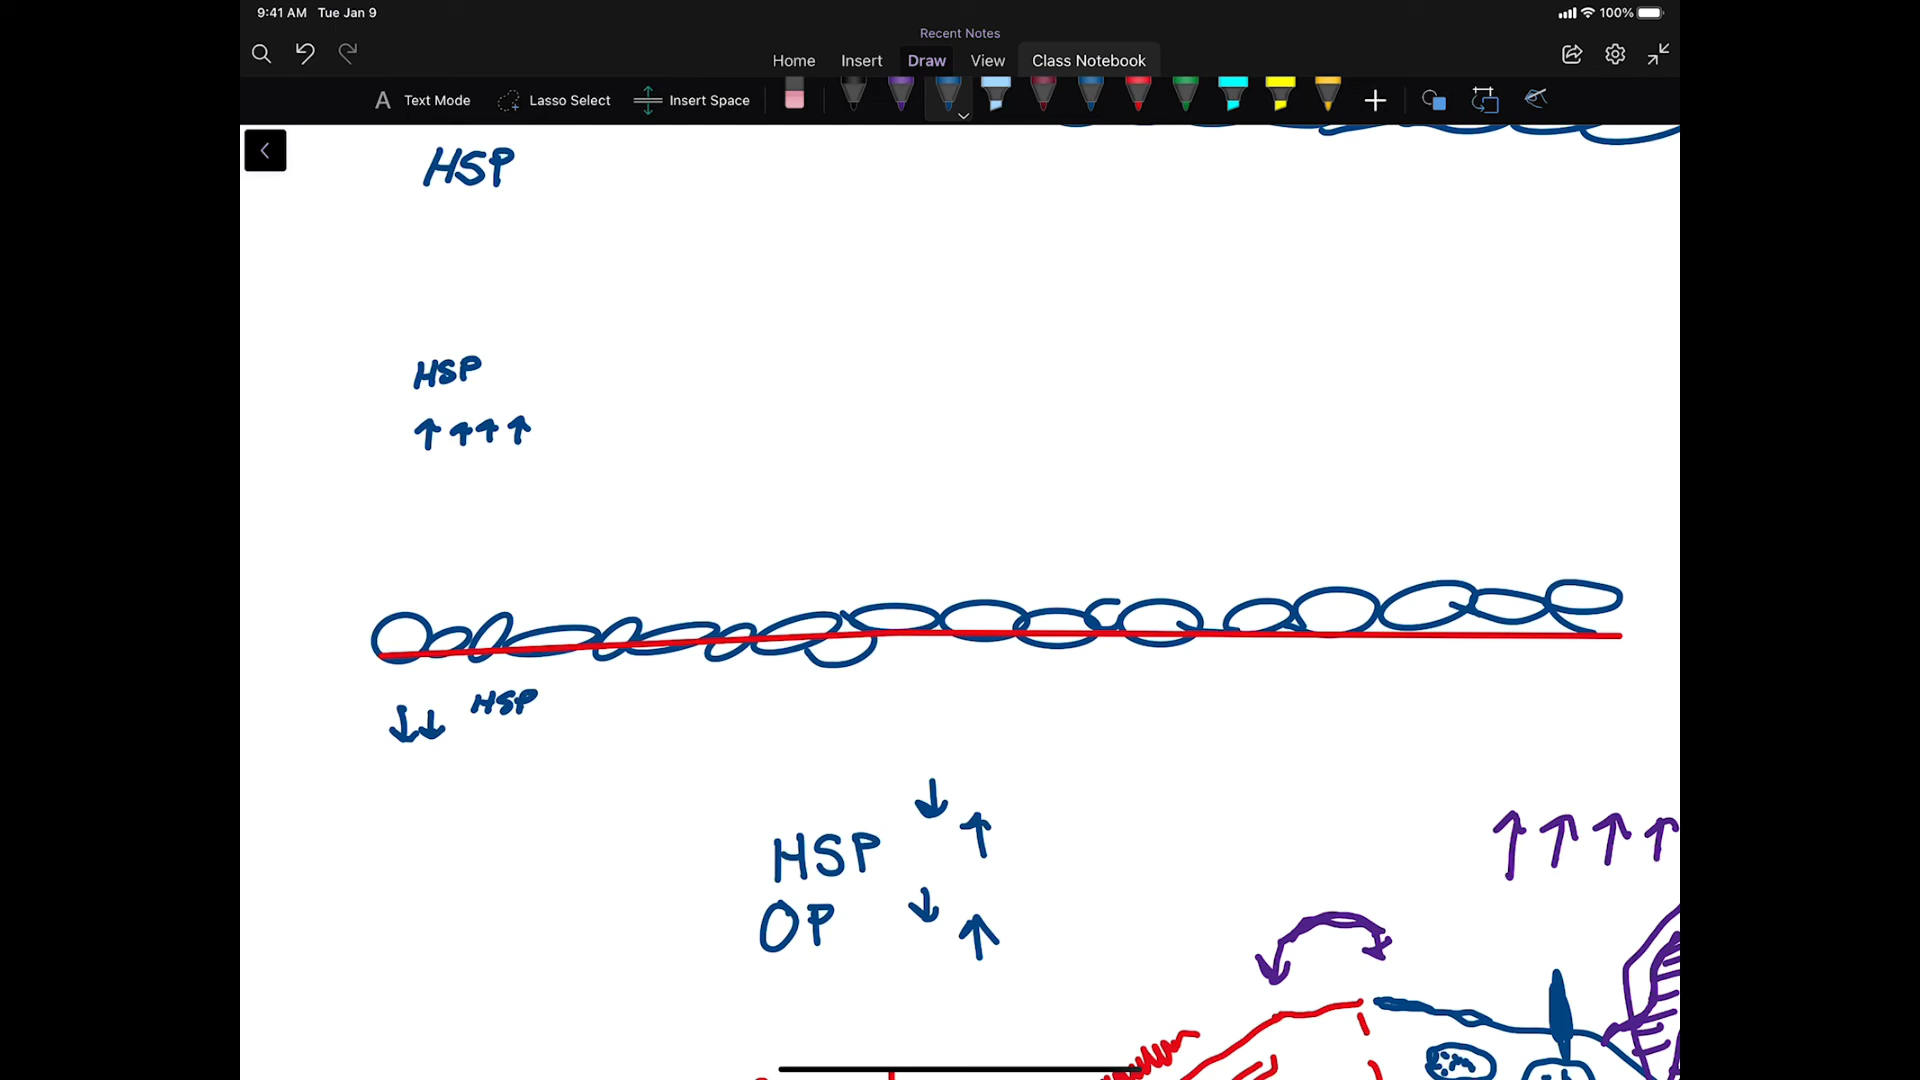 9:41 AM Tue Jan 9
100%
Recent Notes
Home Insert Draw View Class Notebook
A Text Mode Lasso Select Insert Space
HSP
HSP
↑ ↑ ↑ ↑
↓↓ HSP
↓ ↑
HSP
↑ ↑ ↑ ↑
OP ↓ ↑